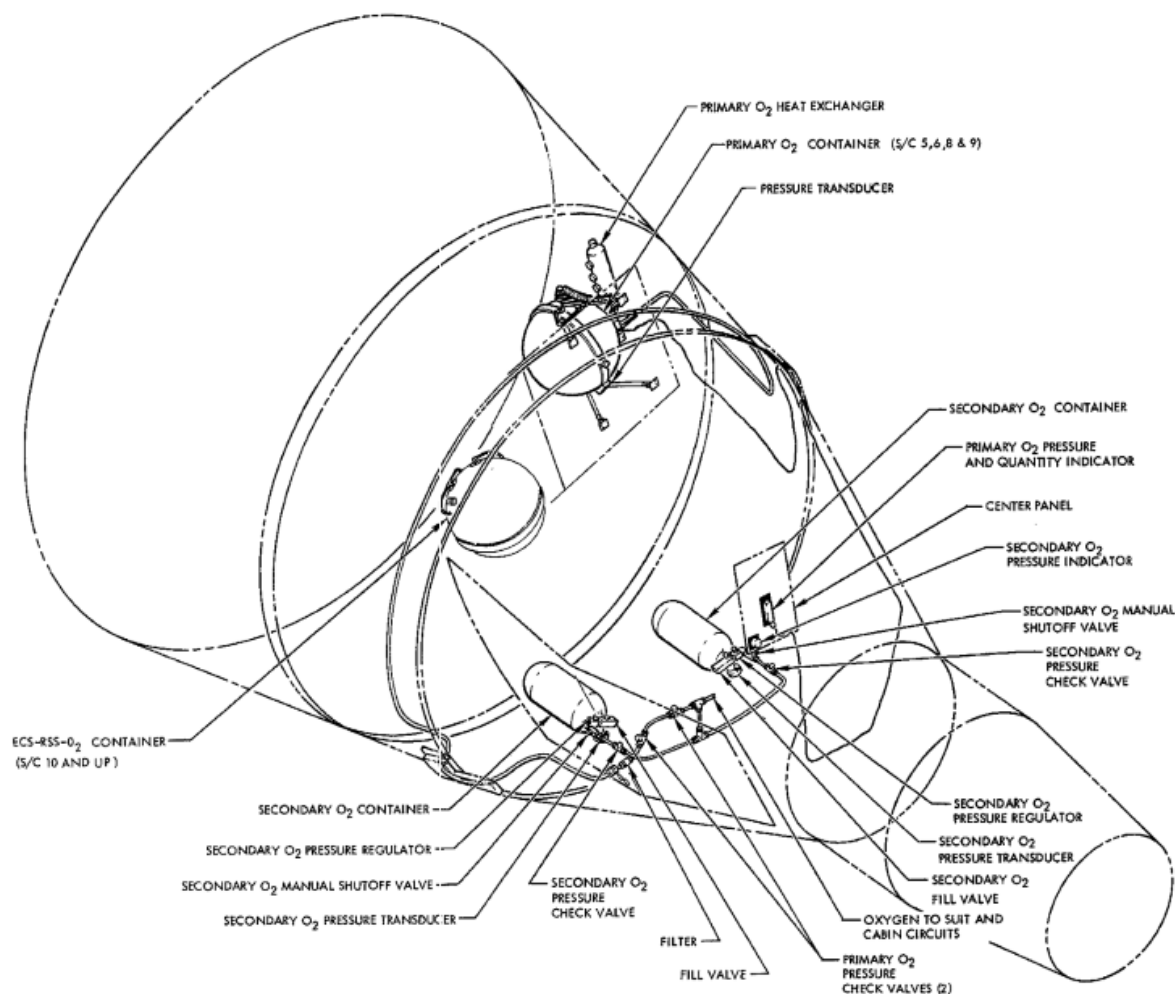 PRIMARY O2 HEAT EXCHANGER
PRIMARY O2 CONTAINER (S/C 5,6,8 & 9)
PRESSURE TRANSDUCER
SECONDARY O2 CONTAINER
PRIMARY O2 PRESSURE
AND QUANTITY INDICATOR
CENTER PANEL
SECONDARY O2
PRESSURE INDICATOR
SECONDARY O2 MANUAL
SHUTOFF VALVE
SECONDARY O2
PRESSURE
CHECK VALVE
ECS-RSS-O2 CONTAINER
(S/C 10 AND UP)
SECONDARY O2 CONTAINER
SECONDARY O2 PRESSURE REGULATOR
SECONDARY O2 MANUAL SHUTOFF VALVE
SECONDARY O2 PRESSURE TRANSDUCER
SECONDARY O2
PRESSURE
CHECK VALVE
FILTER
FILL VALVE
SECONDARY O2
PRESSURE REGULATOR
SECONDARY O2
PRESSURE TRANSDUCER
SECONDARY O2
FILL VALVE
OXYGEN TO SUIT AND
CABIN CIRCUITS
PRIMARY O2
PRESSURE
CHECK VALVES (2)